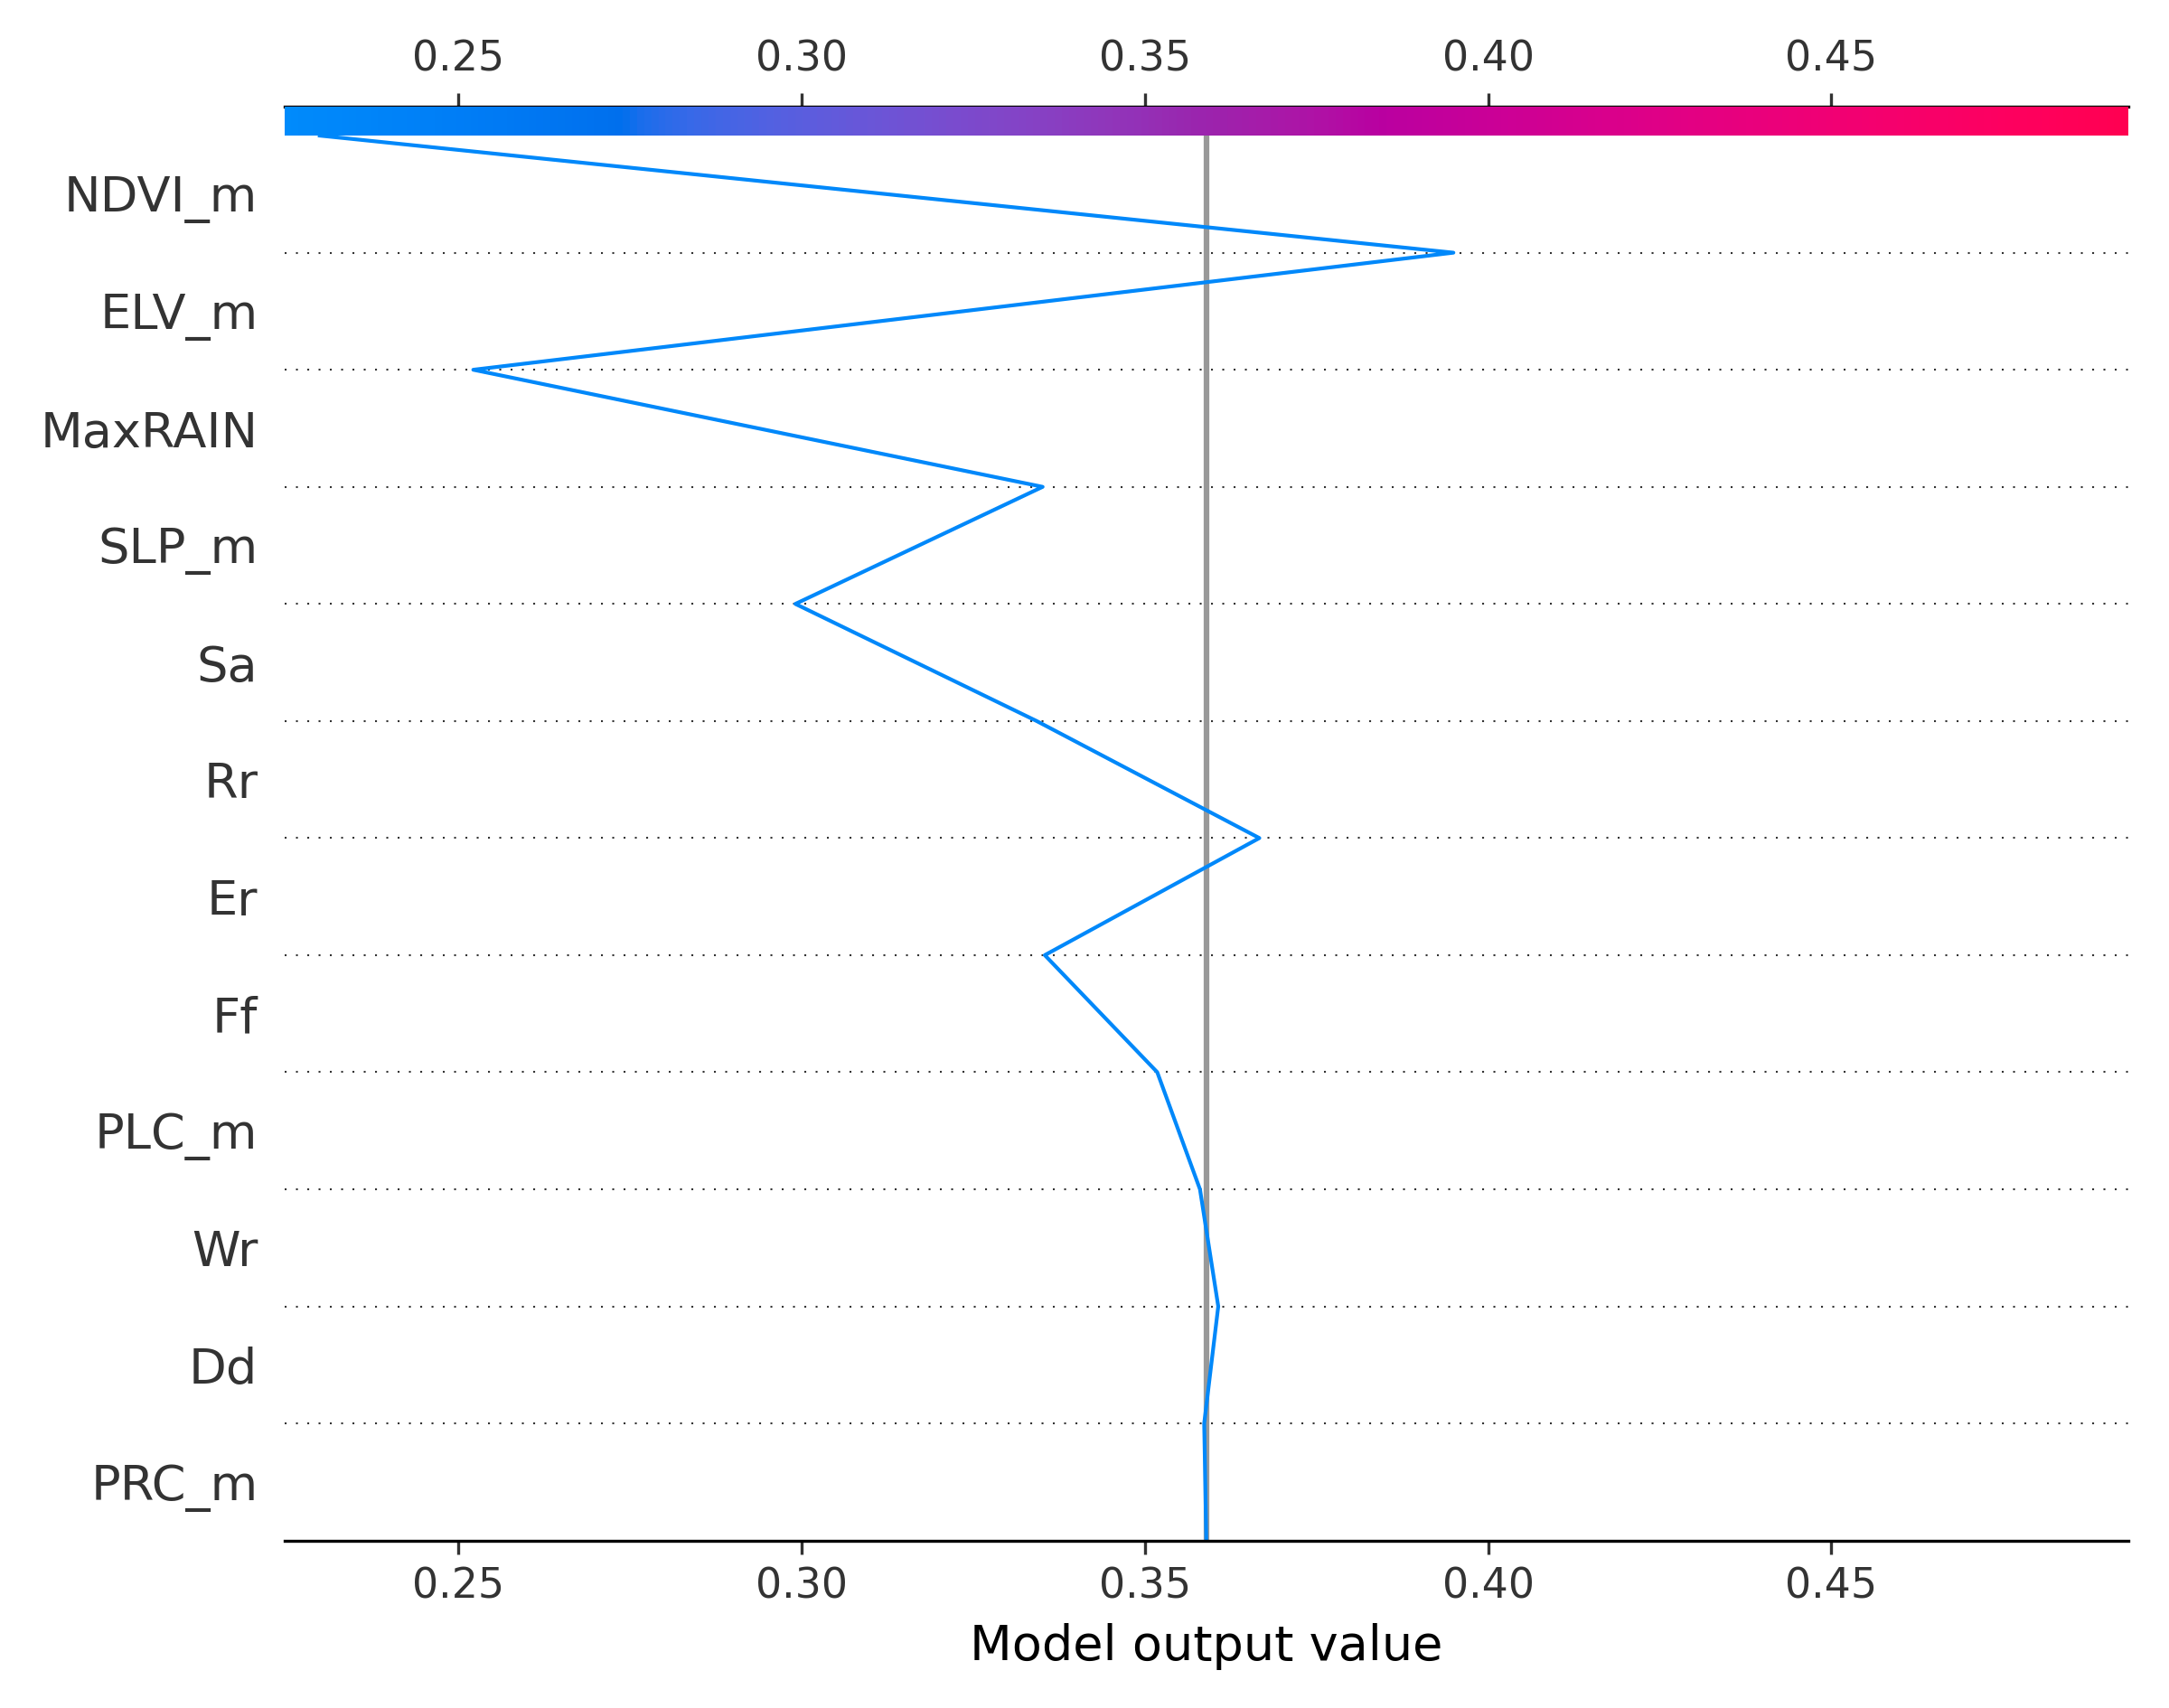 0.25 0.30 0.35 0.40 0.45
NDVI_m
ELV_m
MaxRAIN
SLP_m
Sa
Rr
Er
Ff
PLC_m
Wr
Dd
PRC_m
0.25 0.30 0.35 0.40 0.45
Model output value